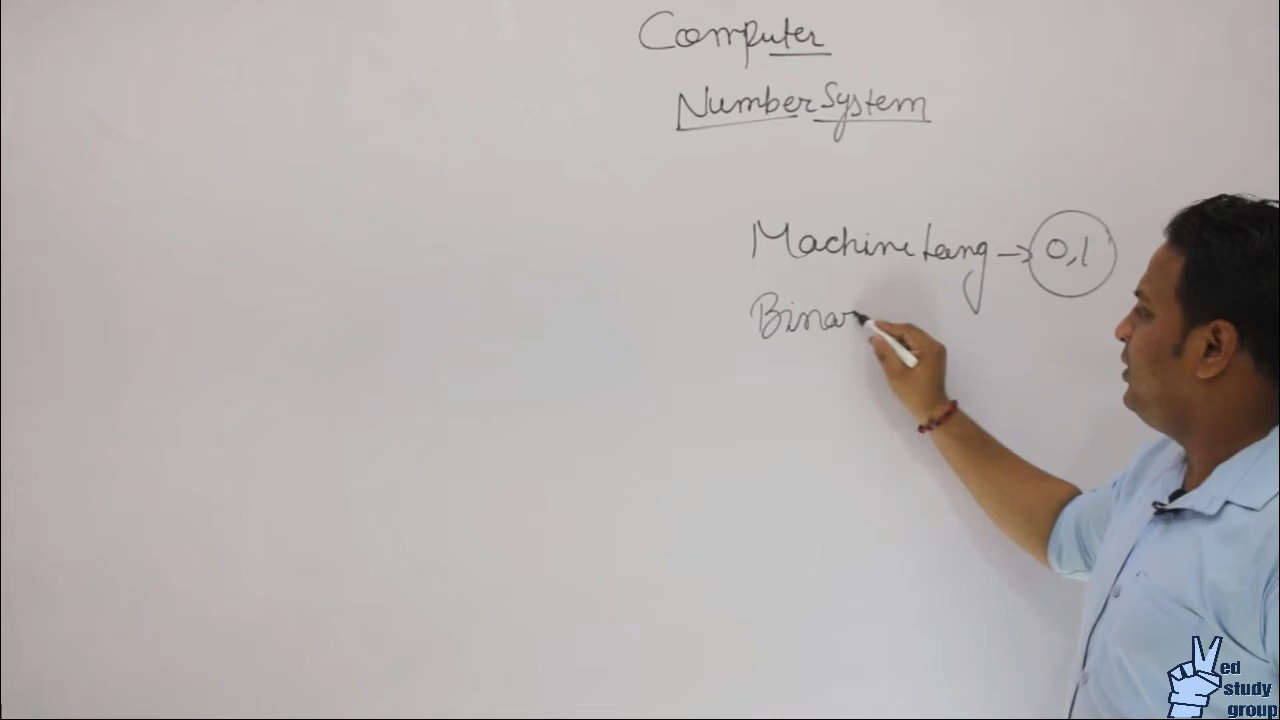 Computer
Number System
Machine Lang → 0,1
Binar
Ved
study
group